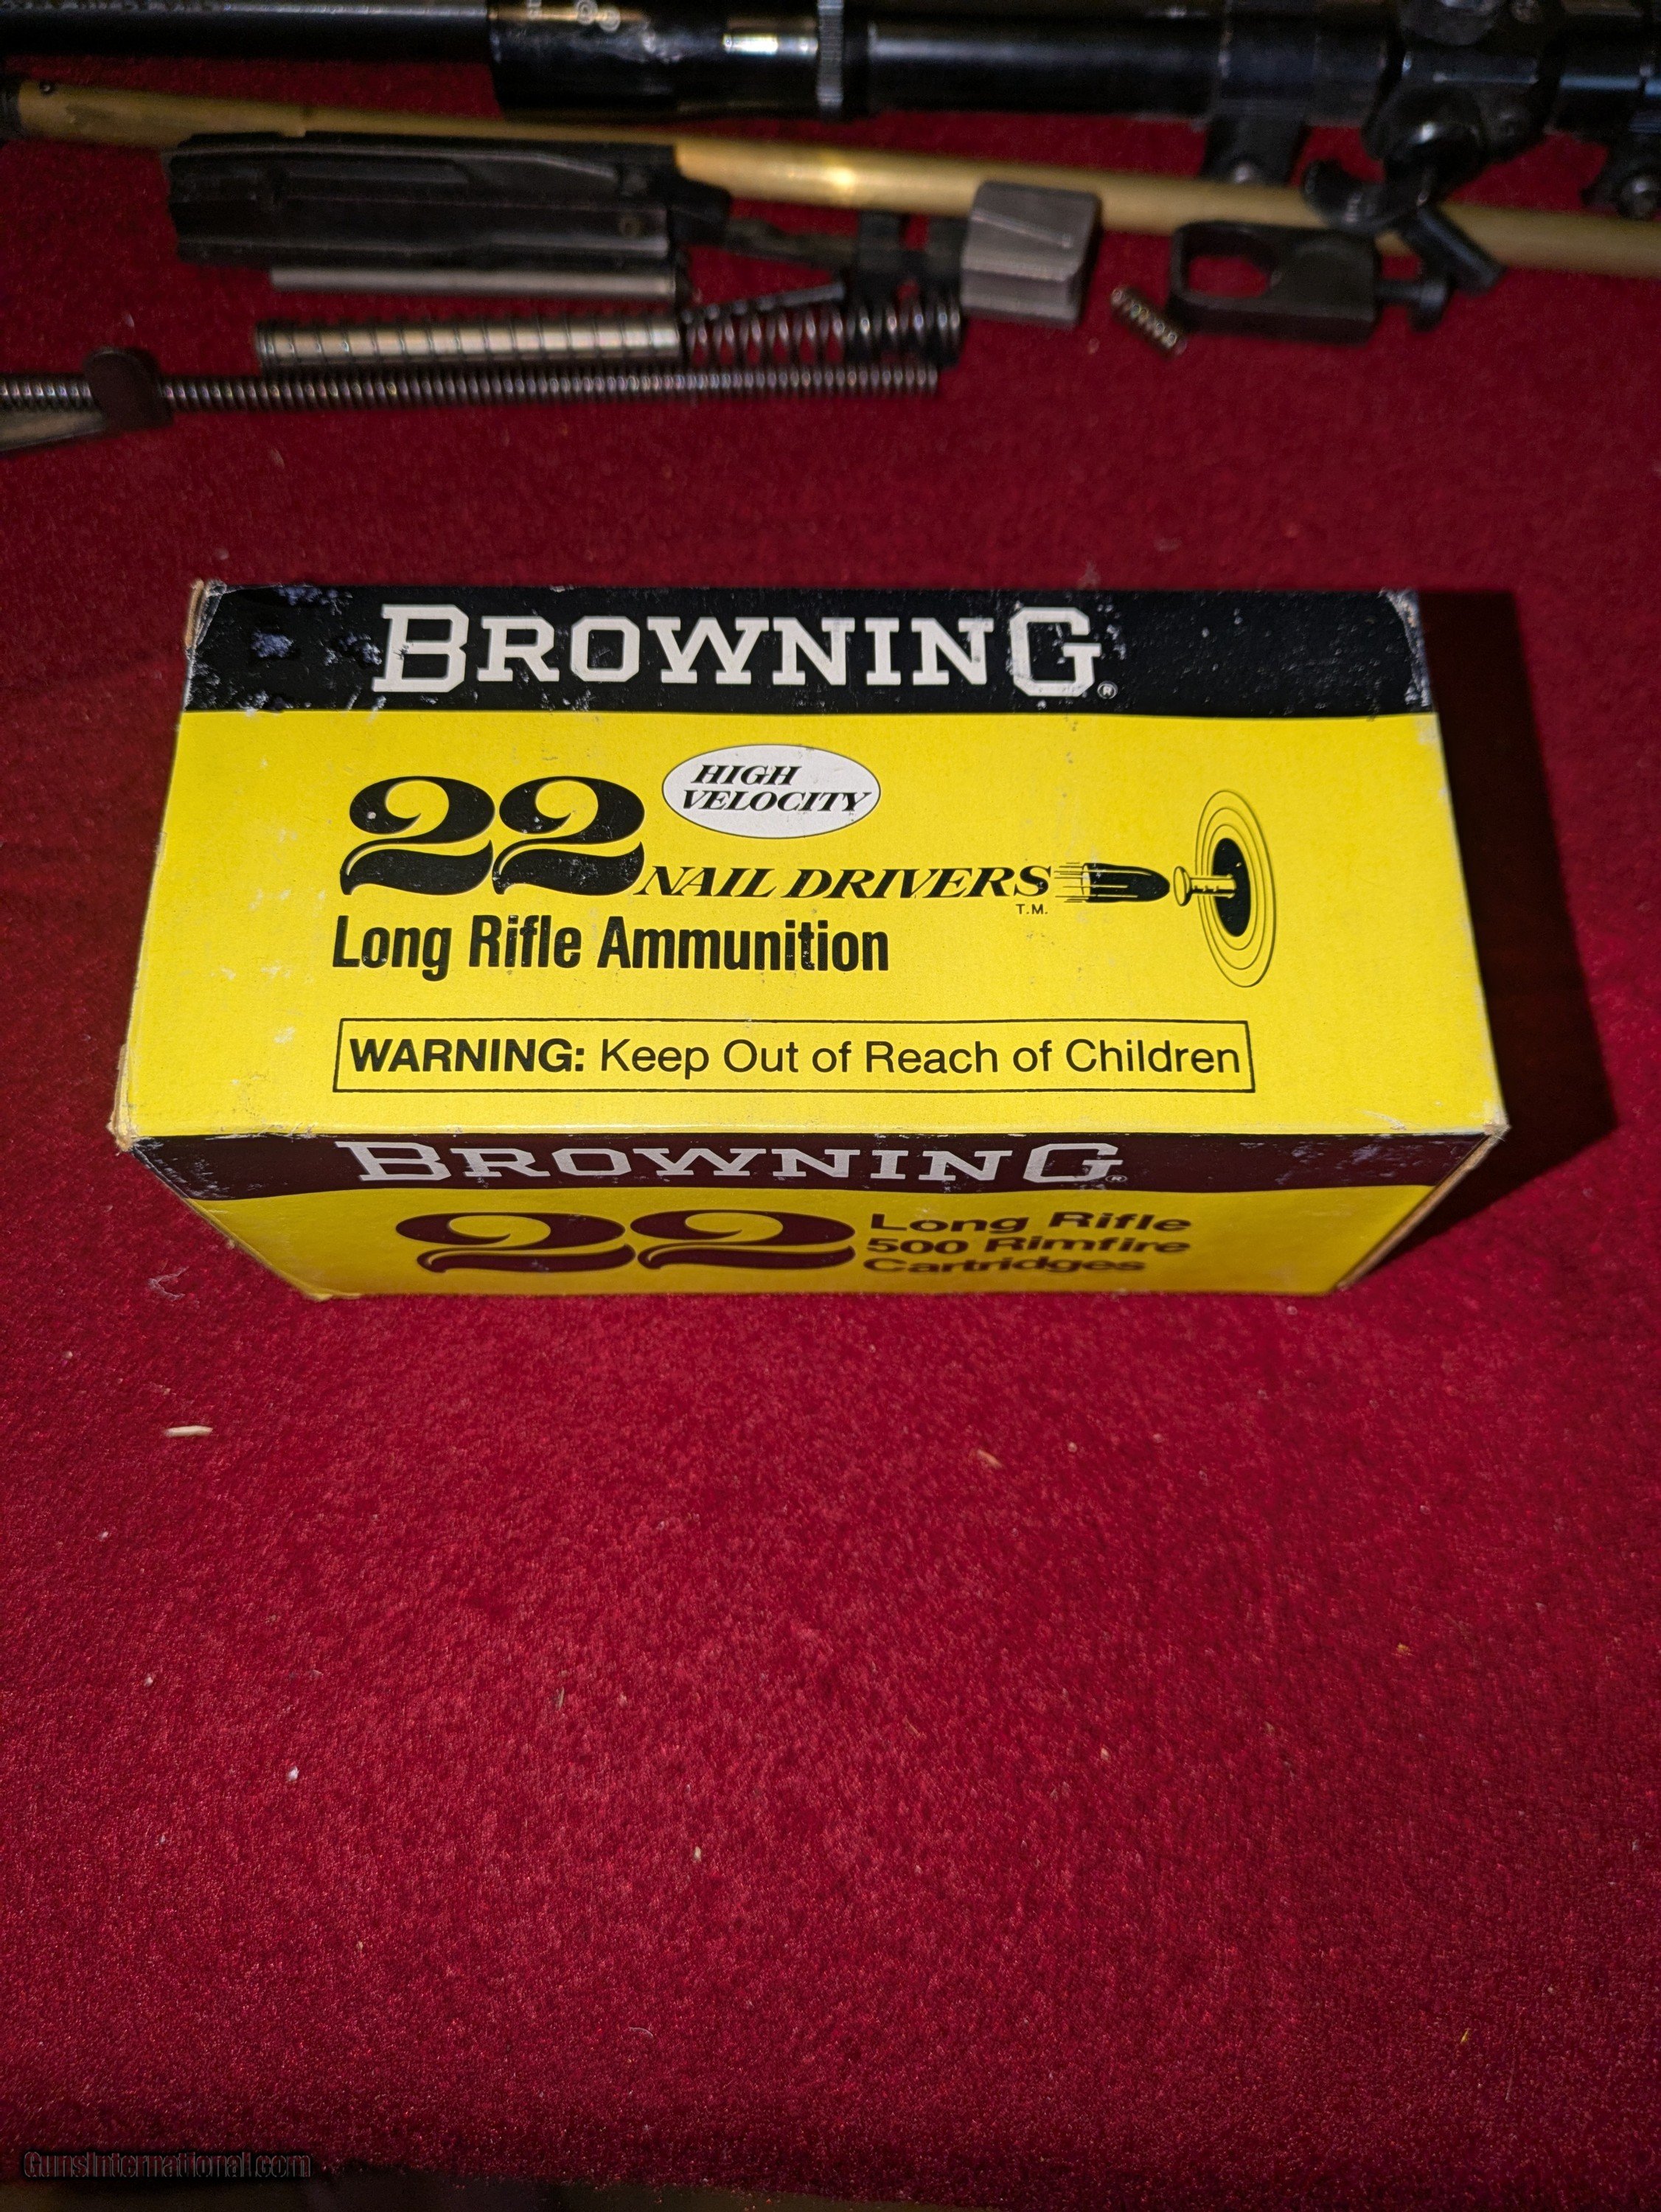 BROWNING®
HIGH
VELOCITY
22 NAIL DRIVERS
T.M.
Long Rifle Ammunition
WARNING: Keep Out of Reach of Children
BROWNING®
22 Long Rifle
500 Rimfire
Cartridges
GunsInternational.com